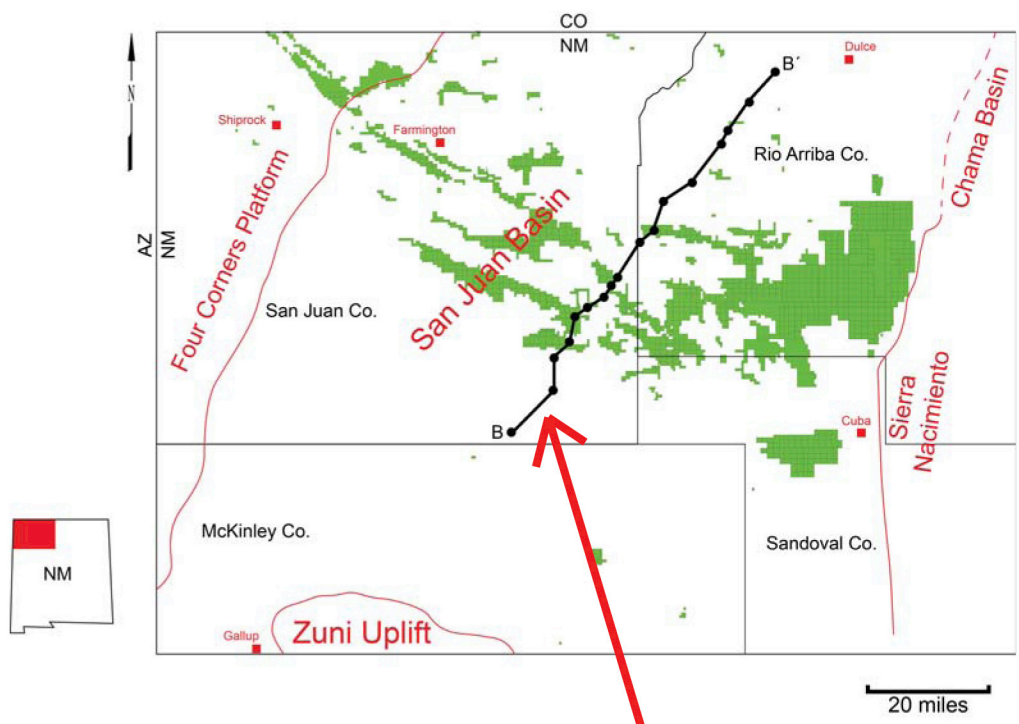 CO
NM
N
B´
Dulce
Shiprock
Farmington
Rio Arriba Co.
Chama Basin
Four Corners Platform
San Juan Basin
AZ
NM
San Juan Co.
B
Cuba
Sierra
Nacimiento
McKinley Co.
Sandoval Co.
NM
Zuni Uplift
Gallup
20 miles